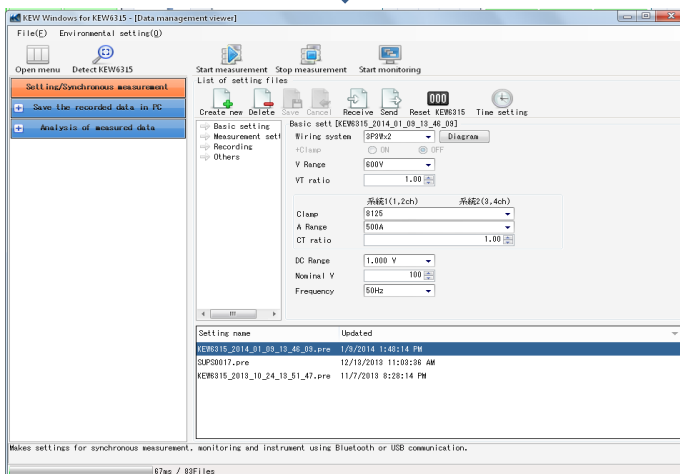 KEW Windows for KEW6315 - [Data management viewer]
File(F) Environmental setting(O)
Open menu Detect KEW6315 Start measurement Stop measurement Start monitoring
Setting/Synchronous measurement
Save the recorded data in PC
Analysis of measured data
List of setting files
Create new Delete Save Cancel Receive Send Reset KEW6315 Time setting
000
Basic setting
Measurement sett
Recording
Others
Basic sett [KEW6315_2014_01_09_13_46_09]
Wiring system 3P3Wx2 Diagram
+Clamp ON OFF
V Range 600V
VT ratio 1.00
系統1(1,2ch) 系統2(3,4ch)
Clamp 8125
A Range 500A
CT ratio 1.00
DC Range 1.000 V
Nominal V 100
Frequency 50Hz
Setting name Updated
KEW6315_2014_01_09_13_46_09.pre 1/9/2014 1:48:14 PM
SUPS0017.pre 12/13/2013 11:03:36 AM
KEW6315_2013_10_24_13_51_47.pre 11/7/2013 8:28:14 PM
Makes settings for synchronous measurement, monitoring and instrument using Bluetooth or USB communication.
67ms / 83Files